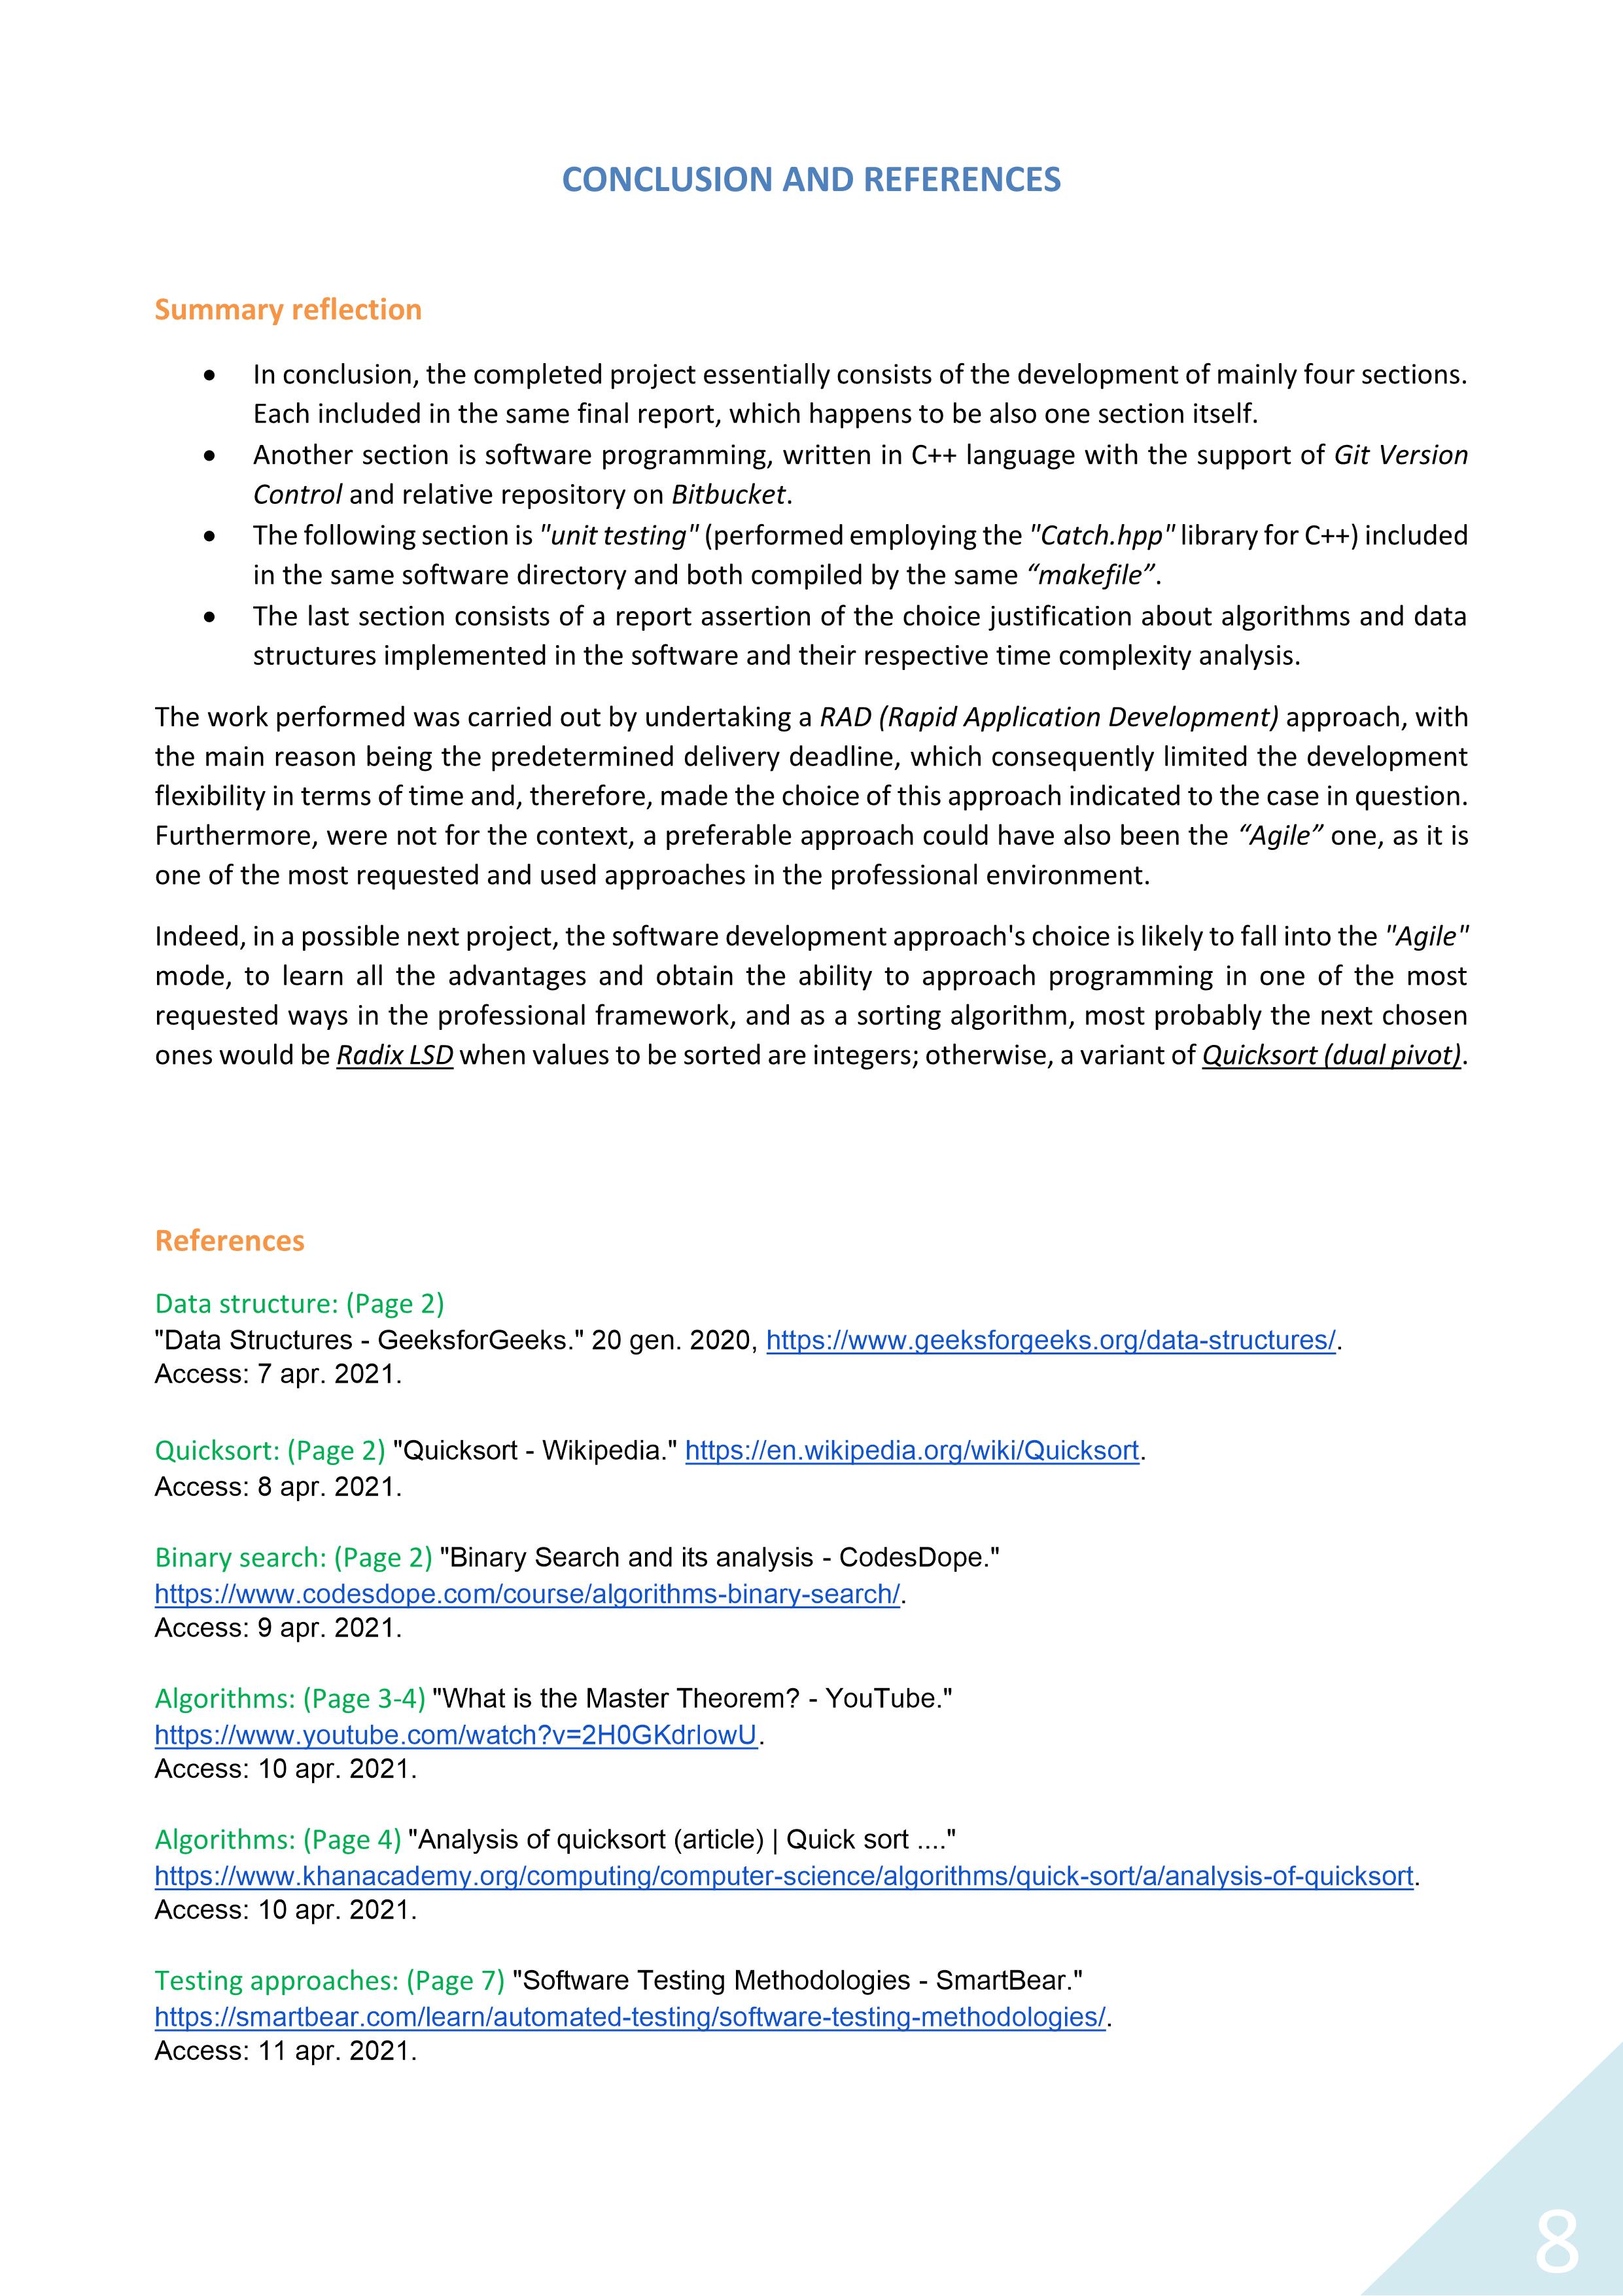 CONCLUSION AND REFERENCES
Summary reflection
• In conclusion, the completed project essentially consists of the development of mainly four sections.
Each included in the same final report, which happens to be also one section itself.
• Another section is software programming, written in C++ language with the support of Git Version
Control and relative repository on Bitbucket.
• The following section is "unit testing" (performed employing the "Catch.hpp" library for C++) included
in the same software directory and both compiled by the same “makefile”.
• The last section consists of a report assertion of the choice justification about algorithms and data
structures implemented in the software and their respective time complexity analysis.
The work performed was carried out by undertaking a RAD (Rapid Application Development) approach, with
the main reason being the predetermined delivery deadline, which consequently limited the development
flexibility in terms of time and, therefore, made the choice of this approach indicated to the case in question.
Furthermore, were not for the context, a preferable approach could have also been the “Agile” one, as it is
one of the most requested and used approaches in the professional environment.
Indeed, in a possible next project, the software development approach's choice is likely to fall into the "Agile"
mode, to learn all the advantages and obtain the ability to approach programming in one of the most
requested ways in the professional framework, and as a sorting algorithm, most probably the next chosen
ones would be Radix LSD when values to be sorted are integers; otherwise, a variant of Quicksort (dual pivot).
References
Data structure: (Page 2)
"Data Structures - GeeksforGeeks." 20 gen. 2020, https://www.geeksforgeeks.org/data-structures/.
Access: 7 apr. 2021.
Quicksort: (Page 2) "Quicksort - Wikipedia." https://en.wikipedia.org/wiki/Quicksort.
Access: 8 apr. 2021.
Binary search: (Page 2) "Binary Search and its analysis - CodesDope."
https://www.codesdope.com/course/algorithms-binary-search/.
Access: 9 apr. 2021.
Algorithms: (Page 3-4) "What is the Master Theorem? - YouTube."
https://www.youtube.com/watch?v=2H0GKdrIowU.
Access: 10 apr. 2021.
Algorithms: (Page 4) "Analysis of quicksort (article) | Quick sort ...."
https://www.khanacademy.org/computing/computer-science/algorithms/quick-sort/a/analysis-of-quicksort.
Access: 10 apr. 2021.
Testing approaches: (Page 7) "Software Testing Methodologies - SmartBear."
https://smartbear.com/learn/automated-testing/software-testing-methodologies/.
Access: 11 apr. 2021.
8